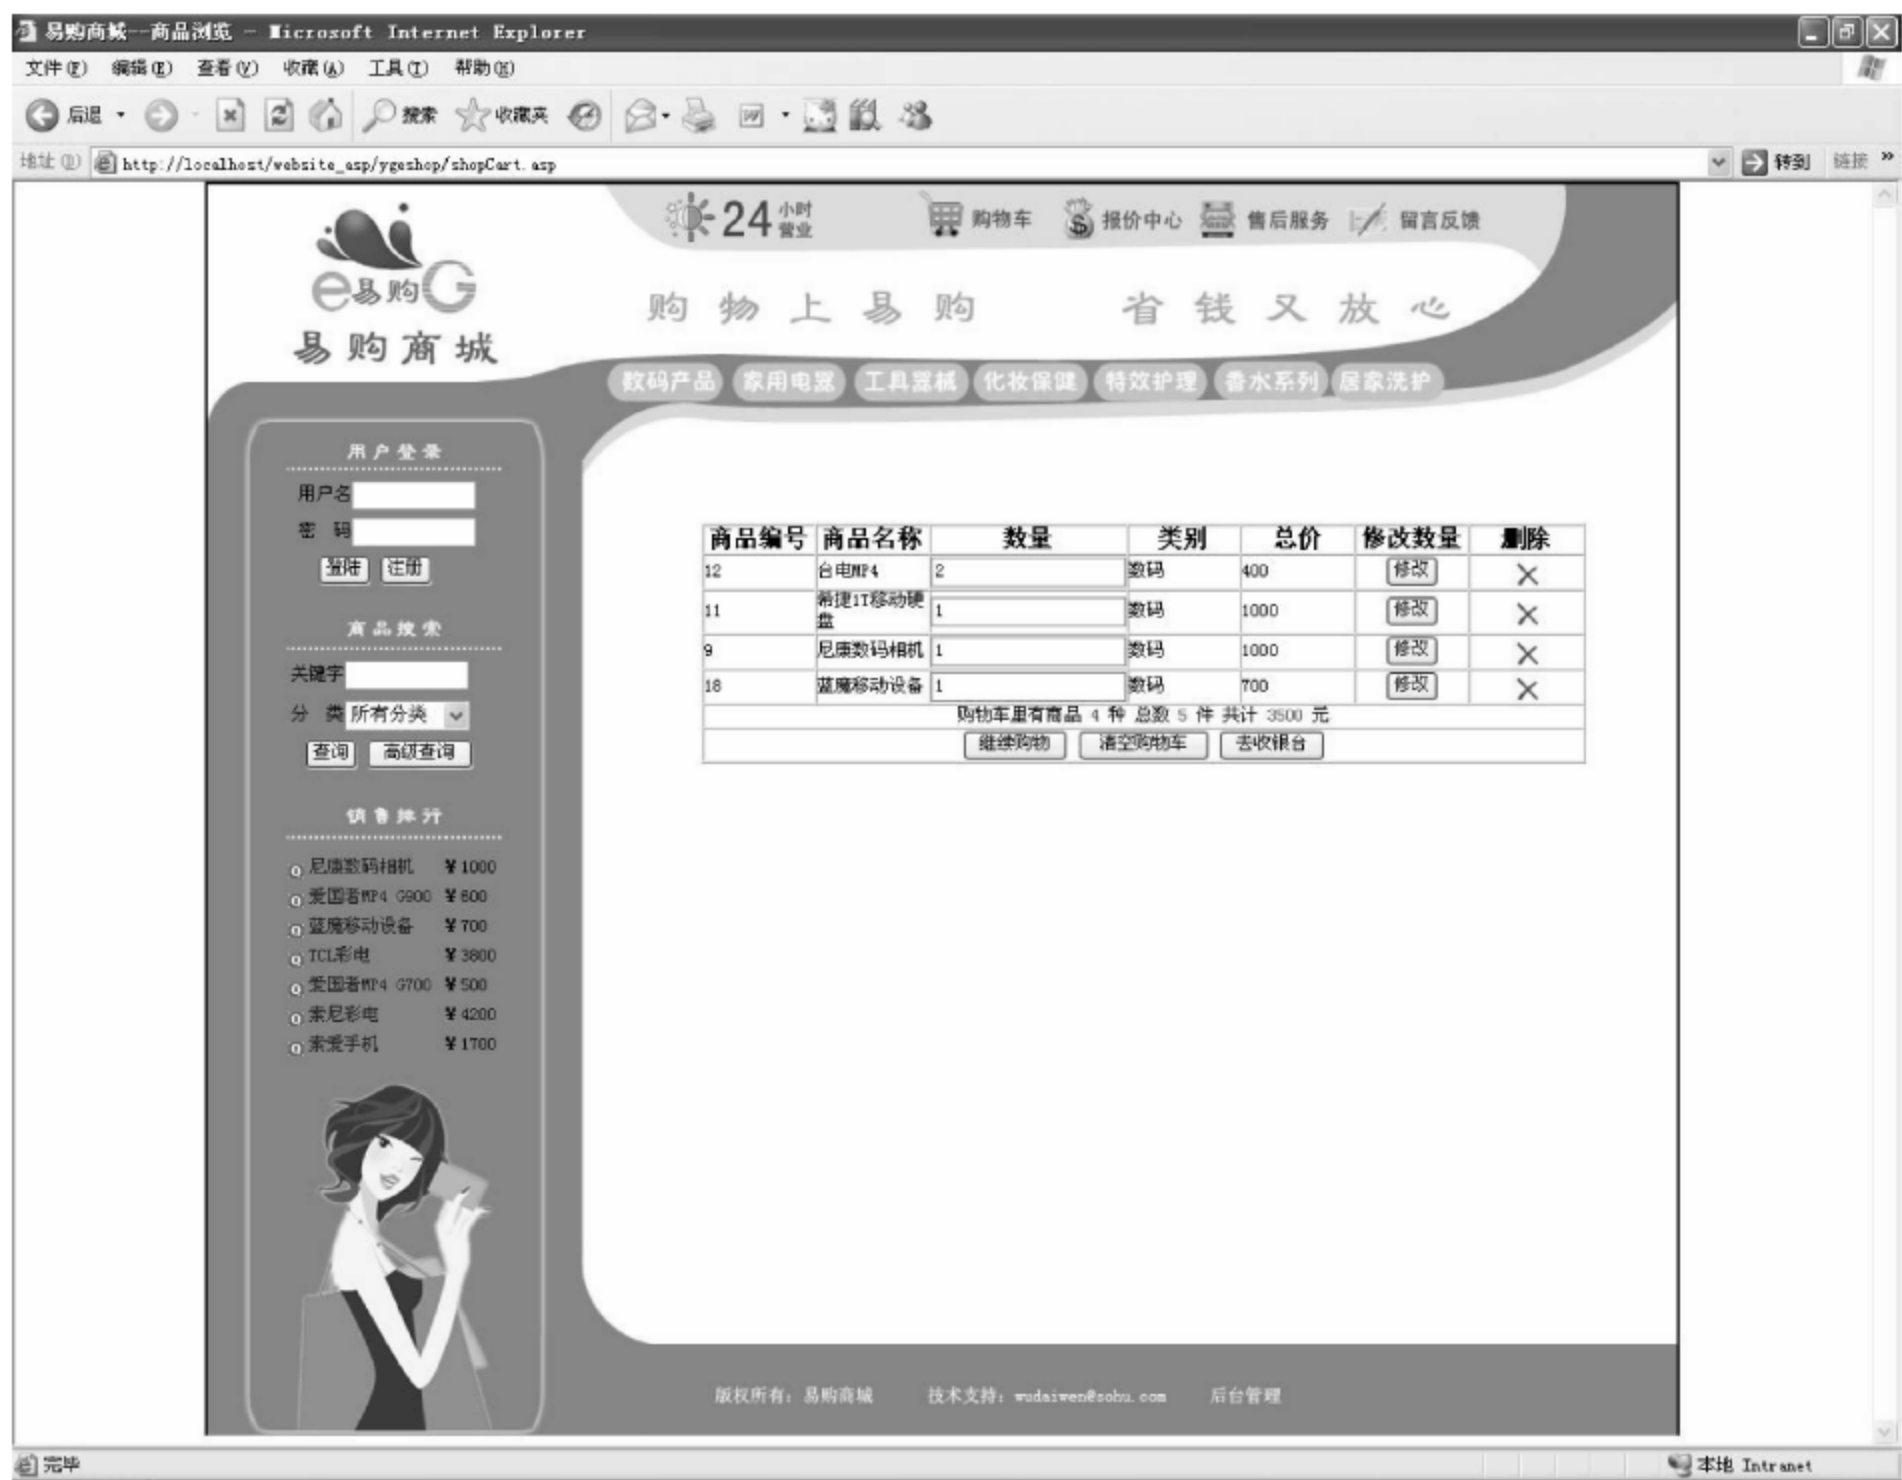 易购商城--商品浏览 - Microsoft Internet Explorer
文件(F) 编辑(E) 查看(V) 收藏(A) 工具(T) 帮助(H)
后退 搜索 收藏夹
地址(D) http://localhost/website_asp/ygeshop/shopCart.asp 转到 链接 »
24 小时营业 购物车 报价中心 售后服务 留言反馈
e易购G
易购商城
购物上易购 省钱又放心
数码产品 家用电器 工具器械 化妆保健 特效护理 香水系列 居家洗护
用户登录
用户名
密 码
登陆 注册
商品搜索
关键字
分 类 所有分类
查询 高级查询
销售排行
尼康数码相机 ¥1000
爱国者MP4 G900 ¥600
蓝魔移动设备 ¥700
TCL彩电 ¥3800
爱国者MP4 G700 ¥500
索尼彩电 ¥4200
索爱手机 ¥1700
商品编号 商品名称 数量 类别 总价 修改数量 删除
12 台电MP4 2 数码 400 修改
11 希捷1T移动硬盘 1 数码 1000 修改
9 尼康数码相机 1 数码 1000 修改
18 蓝魔移动设备 1 数码 700 修改
购物车里有商品 4 种 总数 5 件 共计 3500 元
继续购物 清空购物车 去收银台
版权所有：易购商城 技术支持：wudaiwen@sohu.com 后台管理
完毕 本地 Intranet